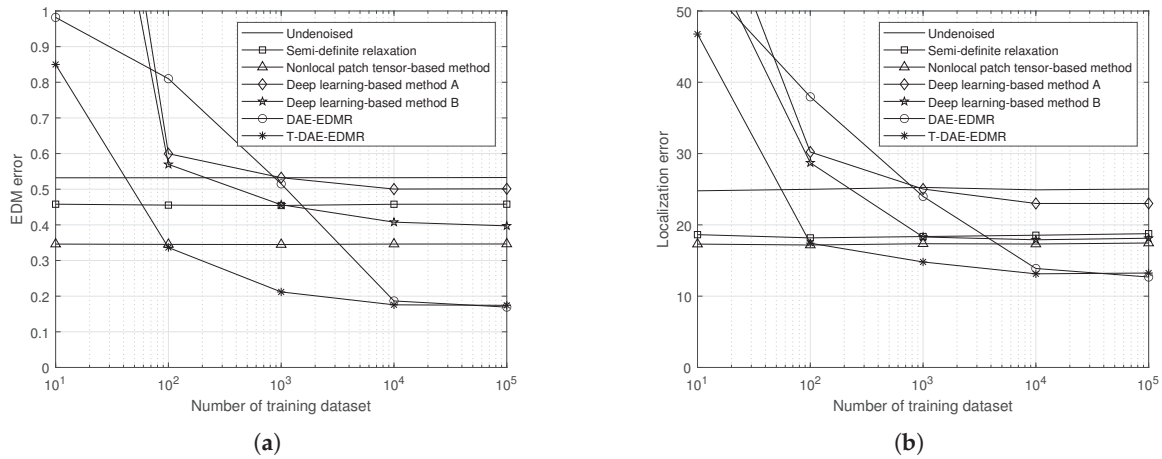 1
0.9
0.8
0.7
0.6
0.5
0.4
0.3
0.2
0.1
0
EDM error
Undenoised
Semi-definite relaxation
Nonlocal patch tensor-based method
Deep learning-based method A
Deep learning-based method B
DAE-EDMR
T-DAE-EDMR
10^1 10^2 10^3 10^4 10^5
Number of training dataset
(a)
50
40
30
20
10
0
Localization error
Undenoised
Semi-definite relaxation
Nonlocal patch tensor-based method
Deep learning-based method A
Deep learning-based method B
DAE-EDMR
T-DAE-EDMR
10^1 10^2 10^3 10^4 10^5
Number of training dataset
(b)